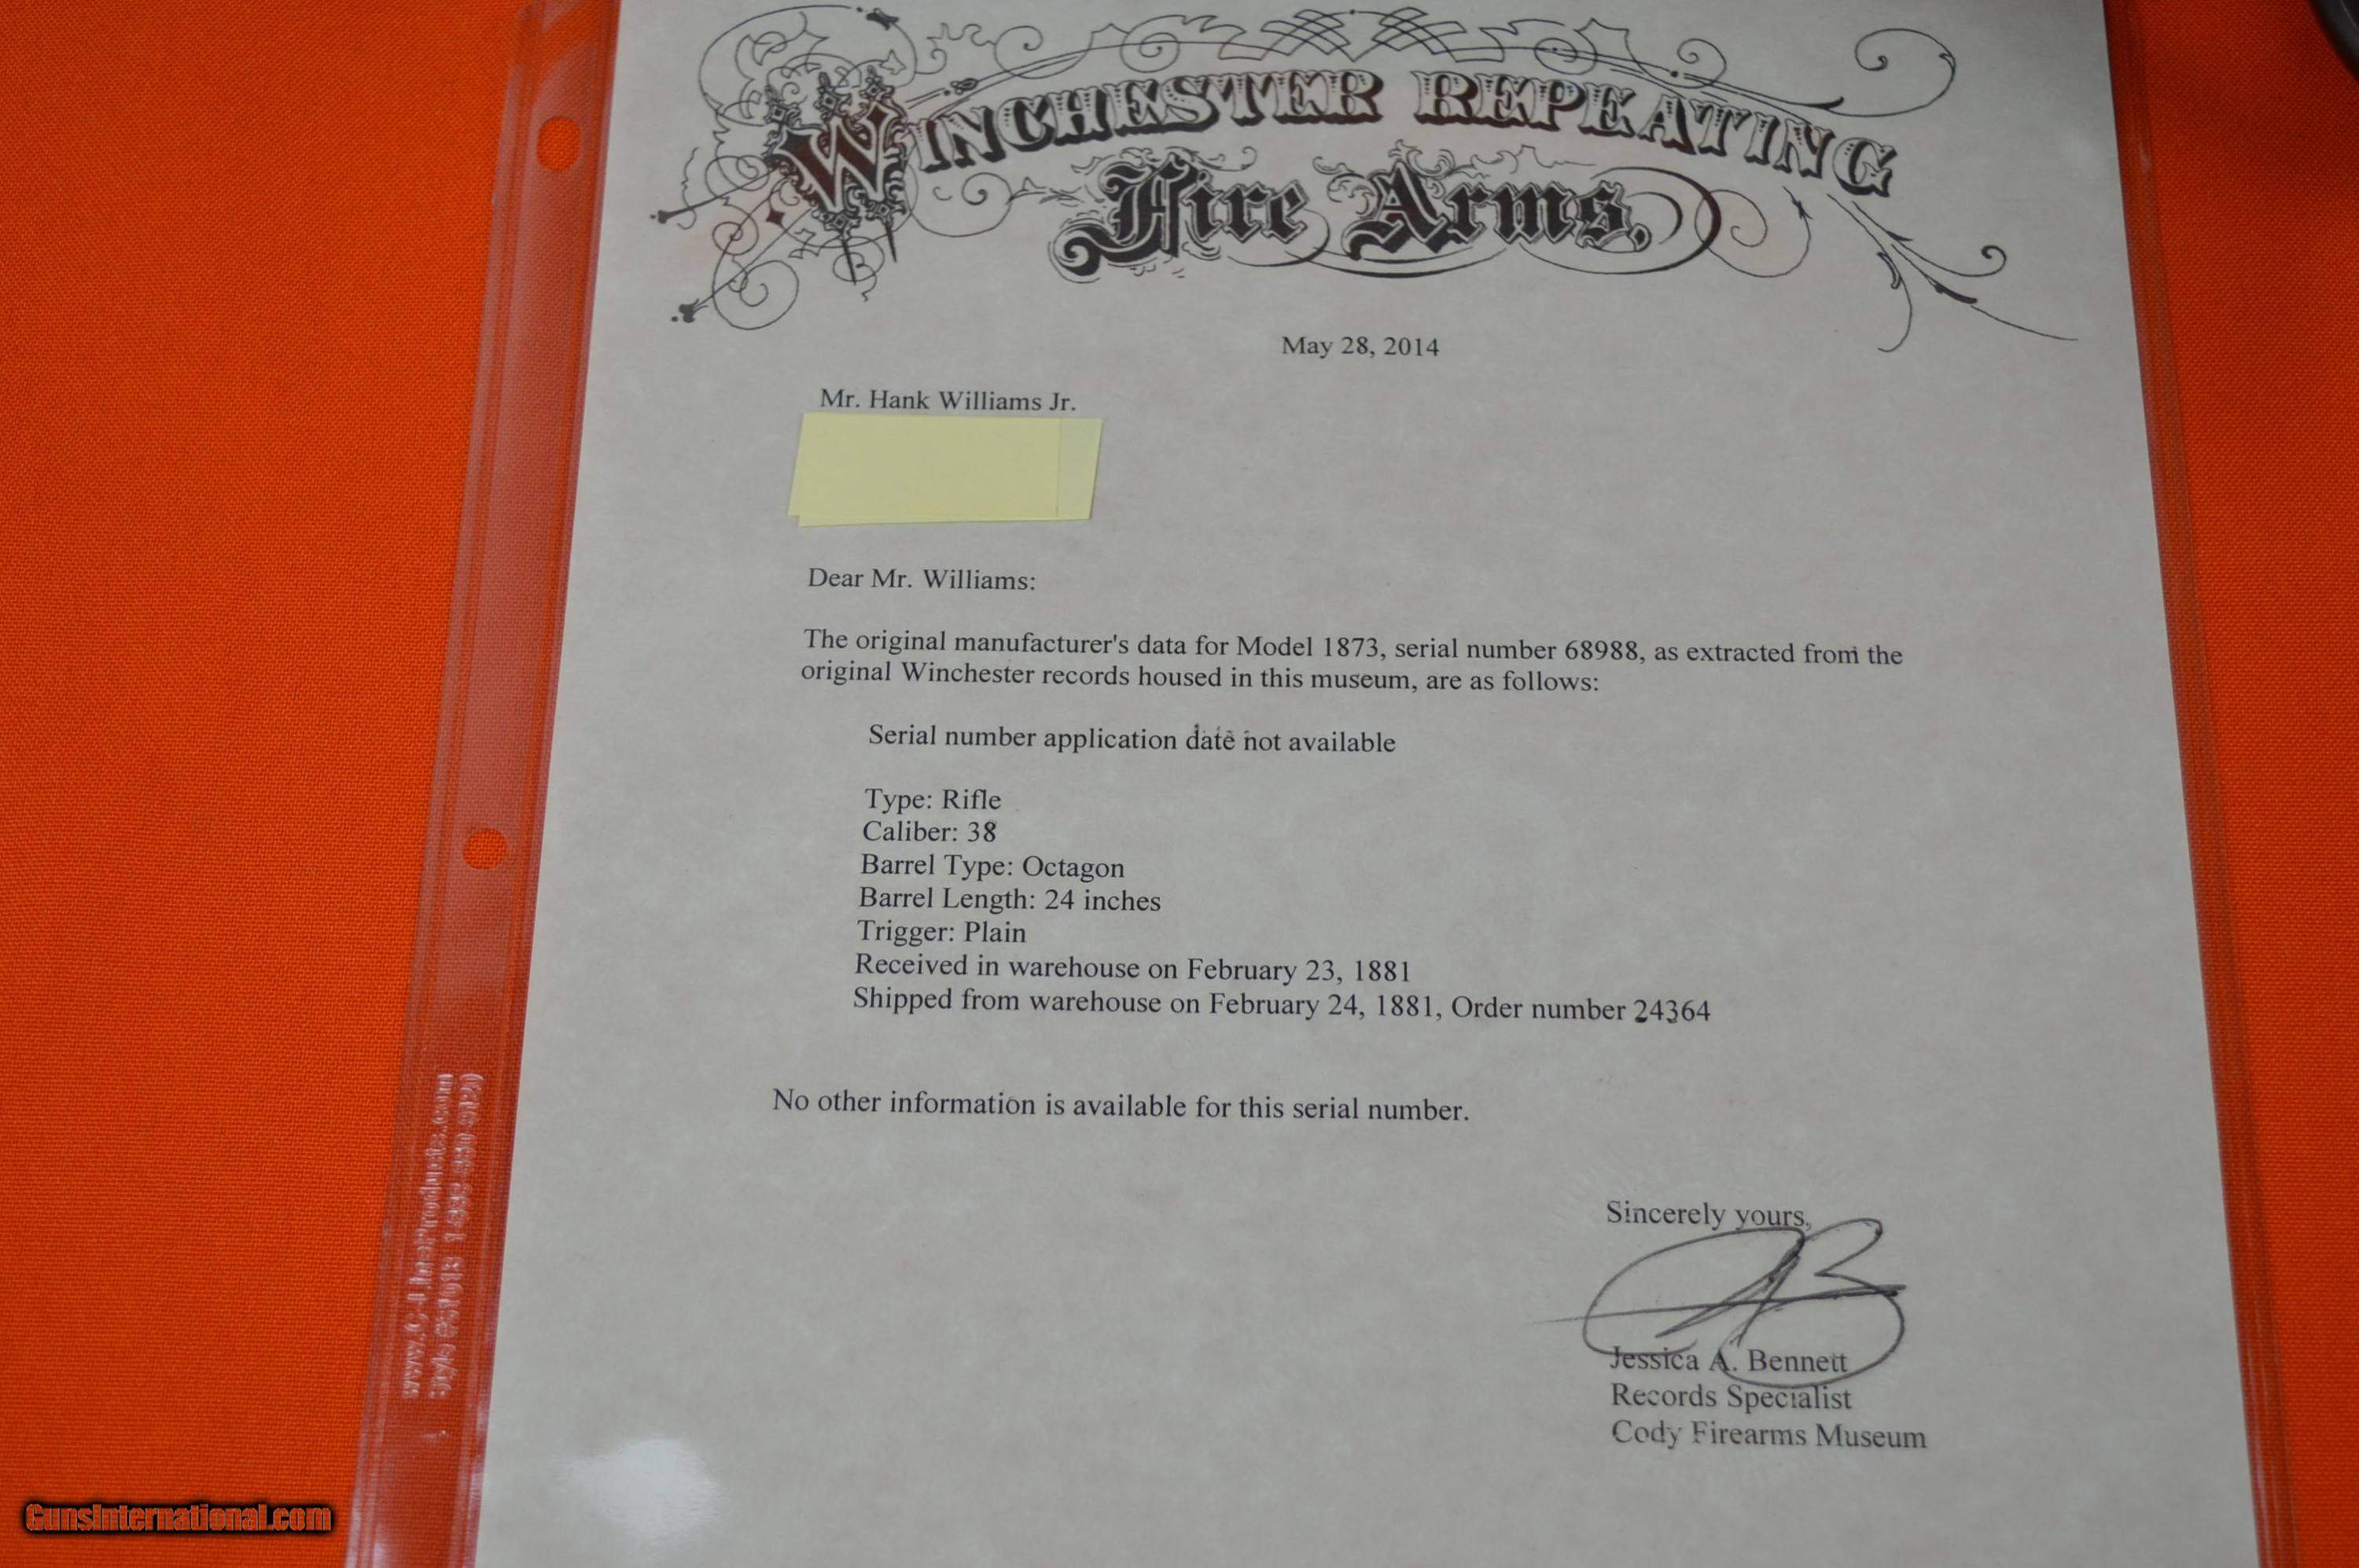 WINCHESTER REPEATING
Fire Arms,
May 28, 2014
Mr. Hank Williams Jr.
Dear Mr. Williams:
The original manufacturer's data for Model 1873, serial number 68988, as extracted from the
original Winchester records housed in this museum, are as follows:
Serial number application date not available
Type: Rifle
Caliber: 38
Barrel Type: Octagon
Barrel Length: 24 inches
Trigger: Plain
Received in warehouse on February 23, 1881
Shipped from warehouse on February 24, 1881, Order number 24364
No other information is available for this serial number.
Sincerely yours,
Jessica A. Bennett
Records Specialist
Cody Firearms Museum
www.C-LineProducts.com
GunsInternational.com